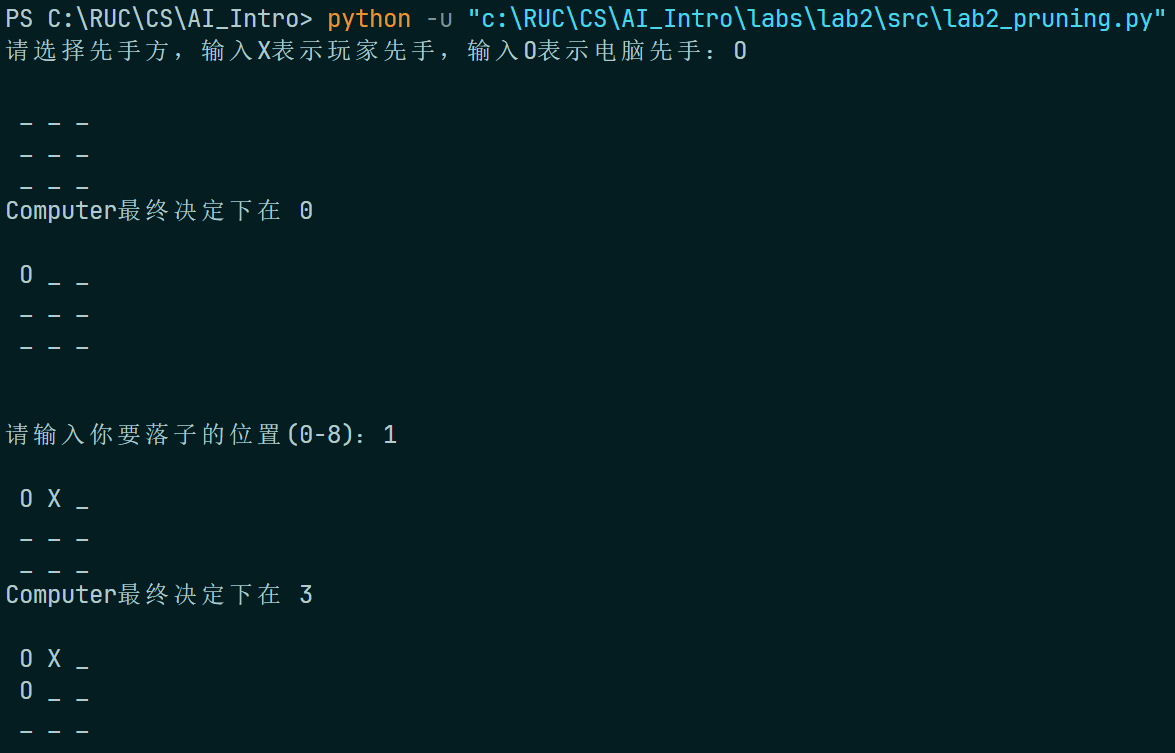 PS C:\RUC\CS\AI_Intro> python -u "c:\RUC\CS\AI_Intro\labs\lab2\src\lab2_pruning.py"
请选择先手方，输入X表示玩家先手，输入O表示电脑先手：O
_ _ _
_ _ _
_ _ _
Computer最终决定下在 0
O _ _
_ _ _
_ _ _
请输入你要落子的位置(0-8)：1
O X _
_ _ _
_ _ _
Computer最终决定下在 3
O X _
O _ _
_ _ _